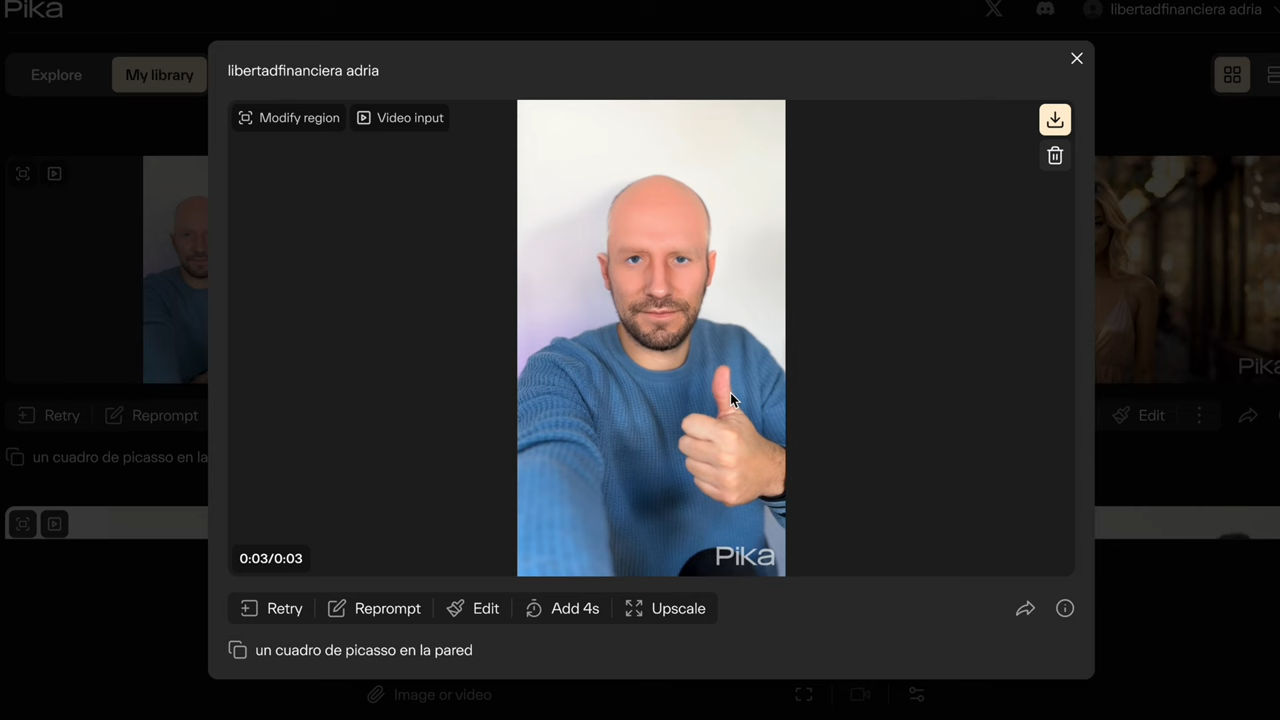 Pika
libertadfinanciera adria
Explore
My library
libertadfinanciera adria
Modify region
Video input
Pika
0:03/0:03
Pika
Retry
Reprompt
Edit
Retry
Reprompt
Edit
Add 4s
Upscale
un cuadro de picasso en la
un cuadro de picasso en la pared
Image or video